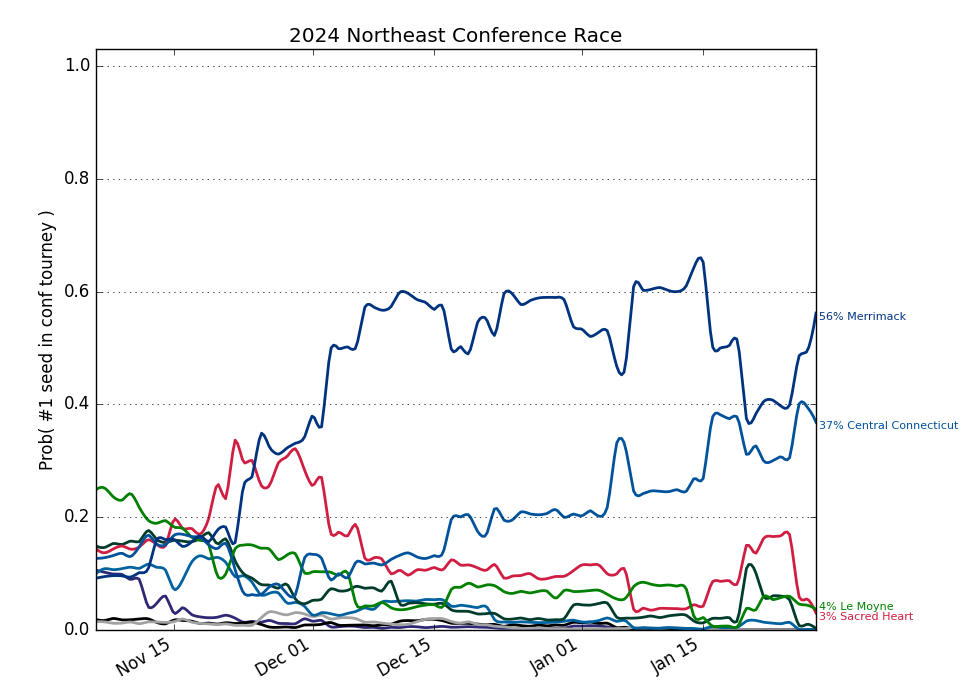 2024 Northeast Conference Race
Prob( #1 seed in conf tourney )
1.0
0.8
0.6
0.4
0.2
0.0
56% Merrimack
37% Central Connecticut
4% Le Moyne
3% Sacred Heart
Nov 15
Dec 01
Dec 15
Jan 01
Jan 15